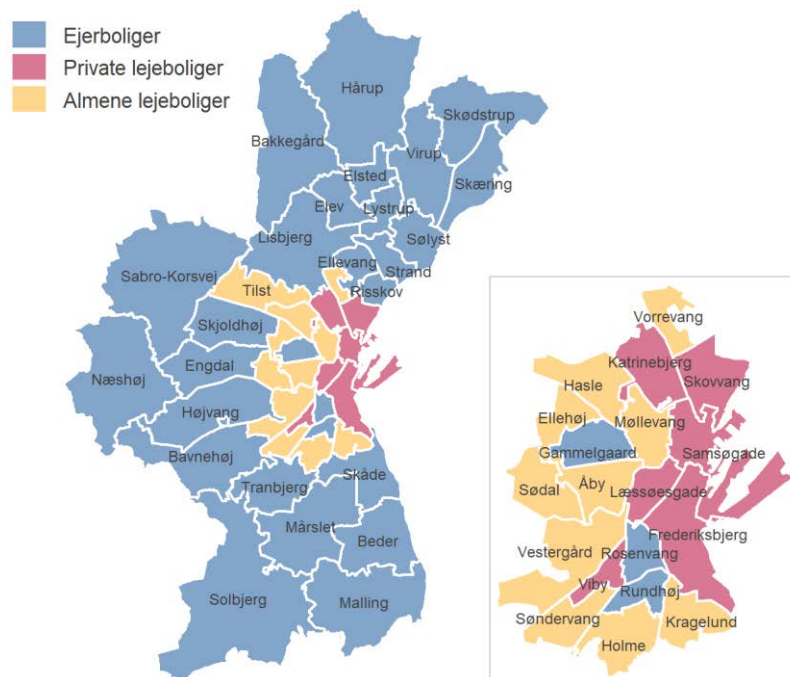 Ejerboliger
Private lejeboliger
Almene lejeboliger
Hårup
Skødstrup
Bakkegård
Virup
Elsted
Skæring
Elev
Lystrup
Lisbjerg
Sølyst
Ellevang
Strand
Sabro-Korsvej
Tilst
Risskov
Skjoldhøj
Engdal
Næshøj
Højvang
Bavnehøj
Skåde
Tranbjerg
Mårslet
Beder
Solbjerg
Malling
Vorrevang
Katrinebjerg
Skovvang
Hasle
Ellehøj
Møllevang
Gammelgaard
Samsøgade
Åby
Sødal
Læssøesgade
Frederiksbjerg
Vestergård
Rosenvang
Viby
Rundhøj
Søndervang
Kragelund
Holme